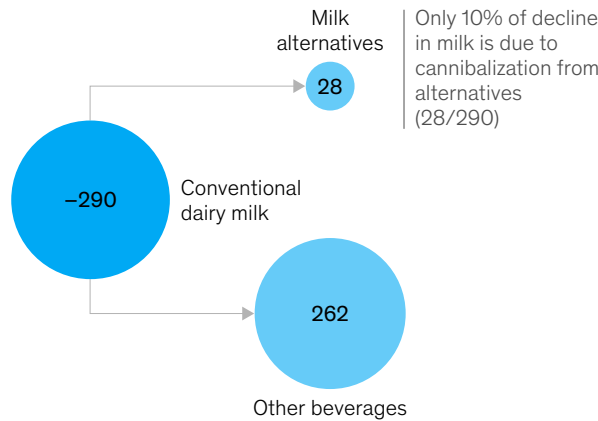 Milk
alternatives
28
Only 10% of decline
in milk is due to
cannibalization from
alternatives
(28/290)
–290
Conventional
dairy milk
262
Other beverages